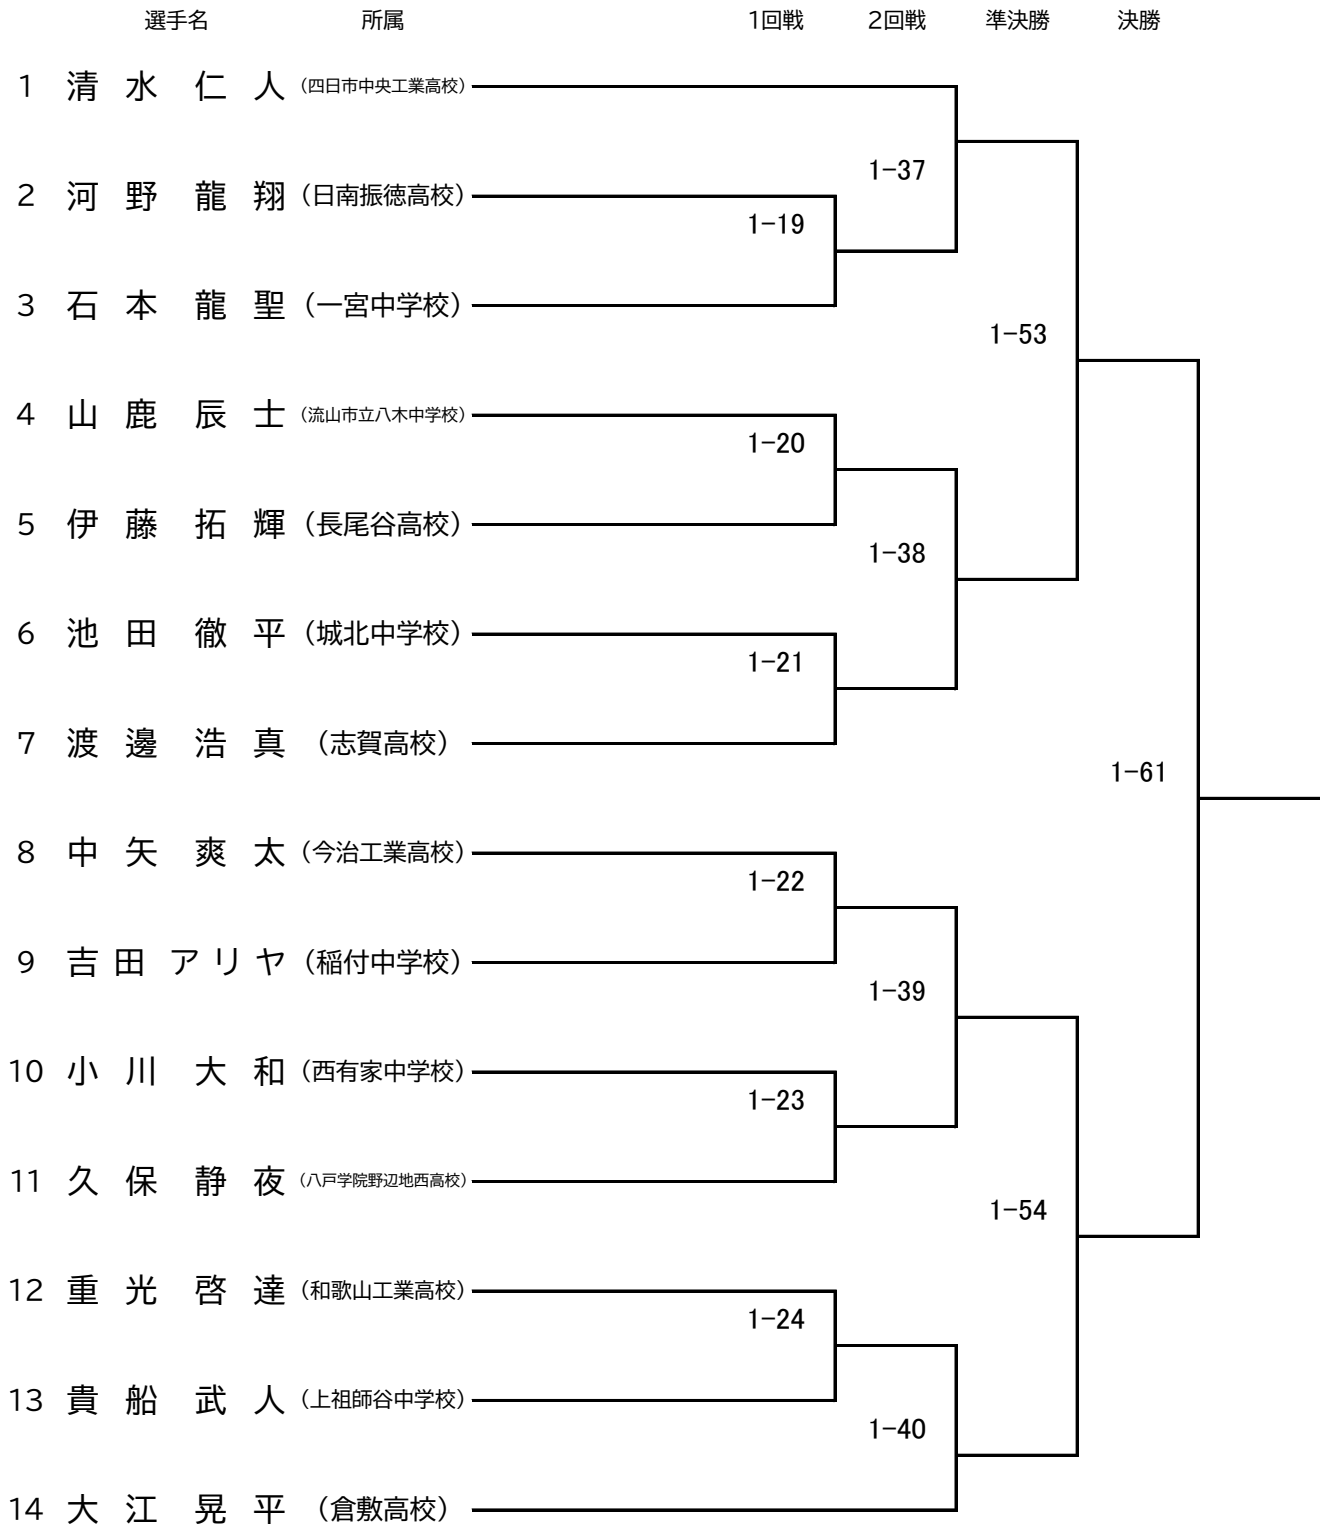 選手名 所属 1回戦 2回戦 準決勝 決勝
1 清水 仁人 (四日市中央工業高校)
1-37
2 河野 龍翔 (日南振徳高校)
1-19
3 石本 龍聖 (一宮中学校)
1-53
4 山鹿 辰士 (流山市立八木中学校)
1-20
5 伊藤 拓輝 (長尾谷高校)
1-38
6 池田 徹平 (城北中学校)
1-21
7 渡邊 浩真 (志賀高校)
1-61
8 中矢 爽太 (今治工業高校)
1-22
9 吉田 アリヤ (稲付中学校)
1-39
10 小川 大和 (西有家中学校)
1-23
11 久保 静夜 (八戸学院野辺地西高校)
1-54
12 重光 啓達 (和歌山工業高校)
1-24
13 貴船 武人 (上祖師谷中学校)
1-40
14 大江 晃平 (倉敷高校)